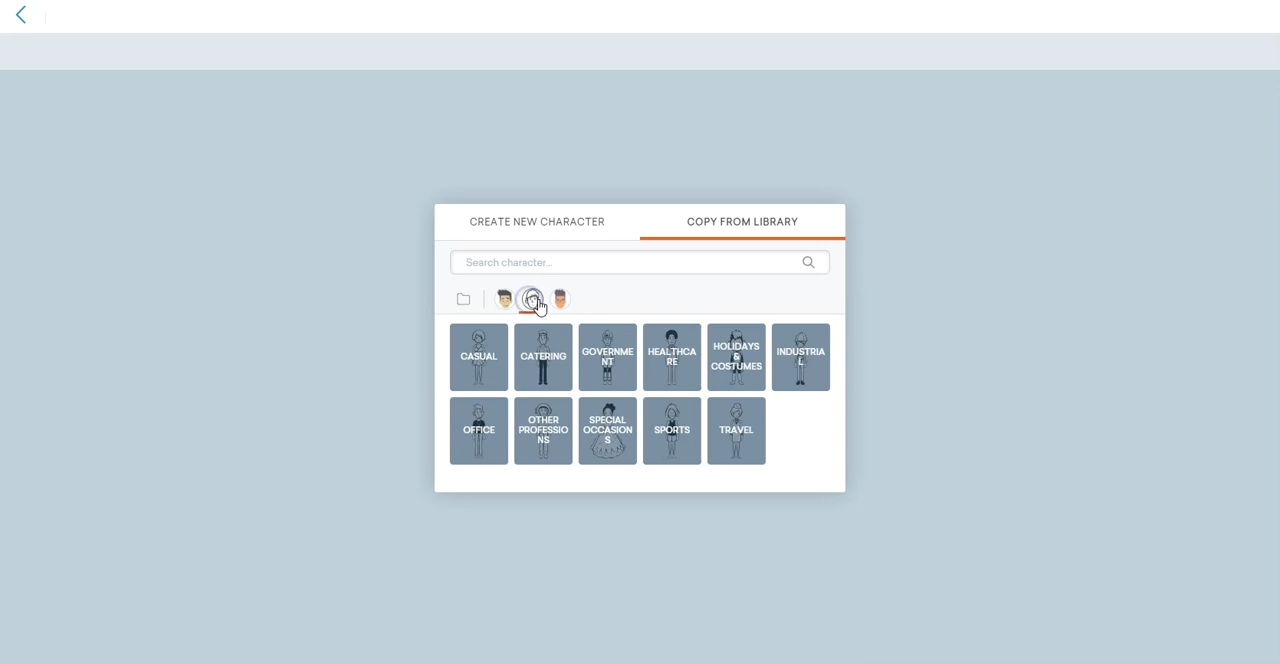 CREATE NEW CHARACTER
COPY FROM LIBRARY
Search character...
CASUAL
CATERING
GOVERNME
NT
HEALTHCA
RE
HOLIDAYS
&
COSTUMES
INDUSTRIA
L
OFFICE
OTHER
PROFESSIO
NS
SPECIAL
OCCASION
S
SPORTS
TRAVEL